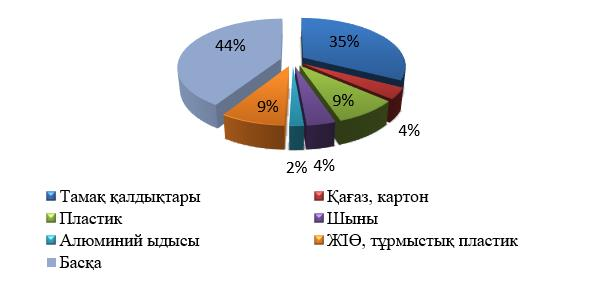 44%
35%
9%
9%
4%
2%
4%
Тамақ қалдықтары
Қағаз, картон
Пластик
Шыны
Алюминий ыдысы
ЖІӨ, тұрмыстық пластик
Басқа